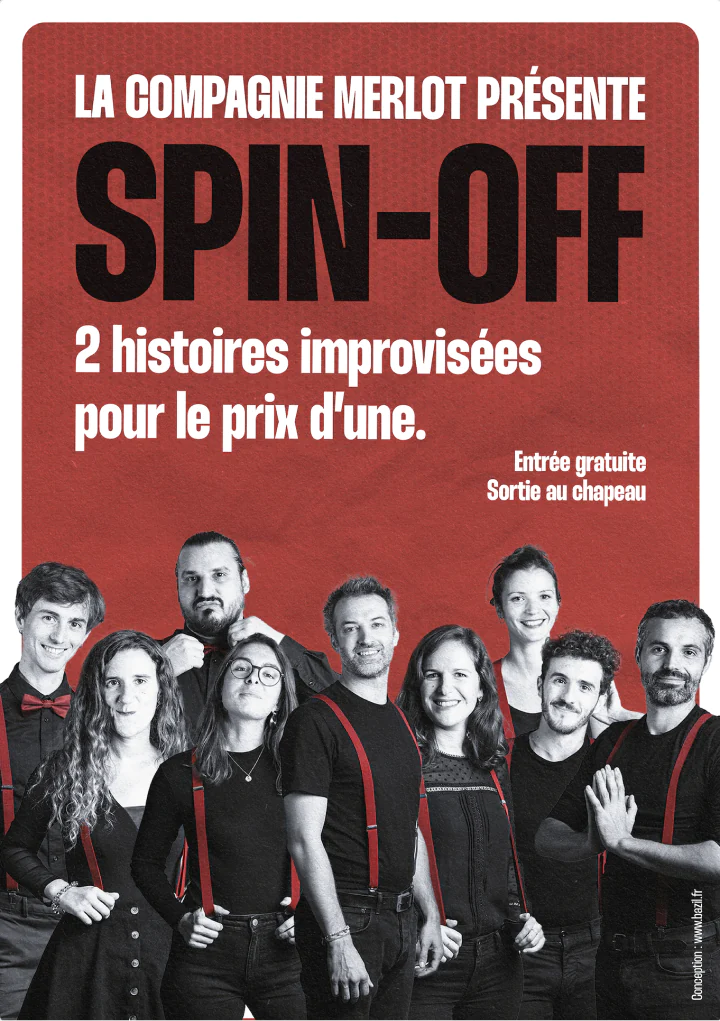 LA COMPAGNIE MERLOT PRÉSENTE
SPIN-OFF
2 histoires improvisées
pour le prix d'une.
Entrée gratuite
Sortie au chapeau
Conception : www.bazil.fr